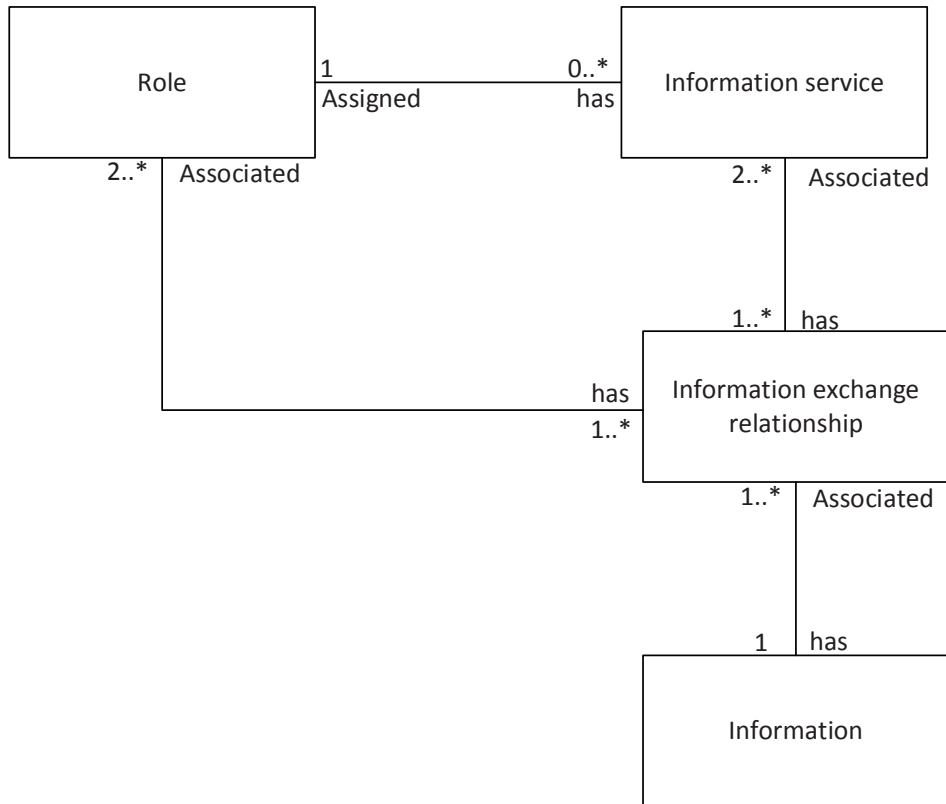 Role
1
Assigned
0..*
has
Information service
2..*
Associated
2..*
Associated
1..*
has
has
1..*
Information exchange
relationship
1..*
Associated
1
has
Information